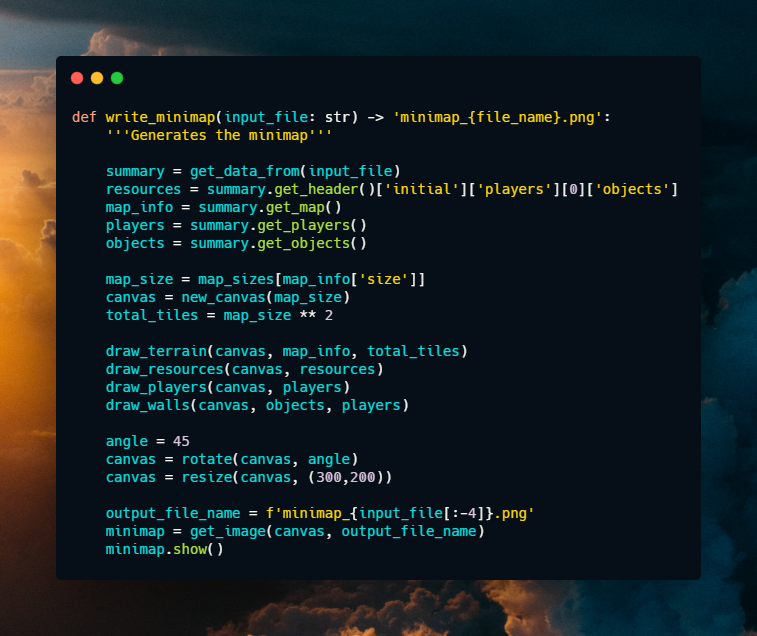 def write_minimap(input_file: str) -> 'minimap_{file_name}.png':
    '''Generates the minimap'''

    summary = get_data_from(input_file)
    resources = summary.get_header()['initial']['players'][0]['objects']
    map_info = summary.get_map()
    players = summary.get_players()
    objects = summary.get_objects()

    map_size = map_sizes[map_info['size']]
    canvas = new_canvas(map_size)
    total_tiles = map_size ** 2

    draw_terrain(canvas, map_info, total_tiles)
    draw_resources(canvas, resources)
    draw_players(canvas, players)
    draw_walls(canvas, objects, players)

    angle = 45
    canvas = rotate(canvas, angle)
    canvas = resize(canvas, (300,200))

    output_file_name = f'minimap_{input_file[:-4]}.png'
    minimap = get_image(canvas, output_file_name)
    minimap.show()